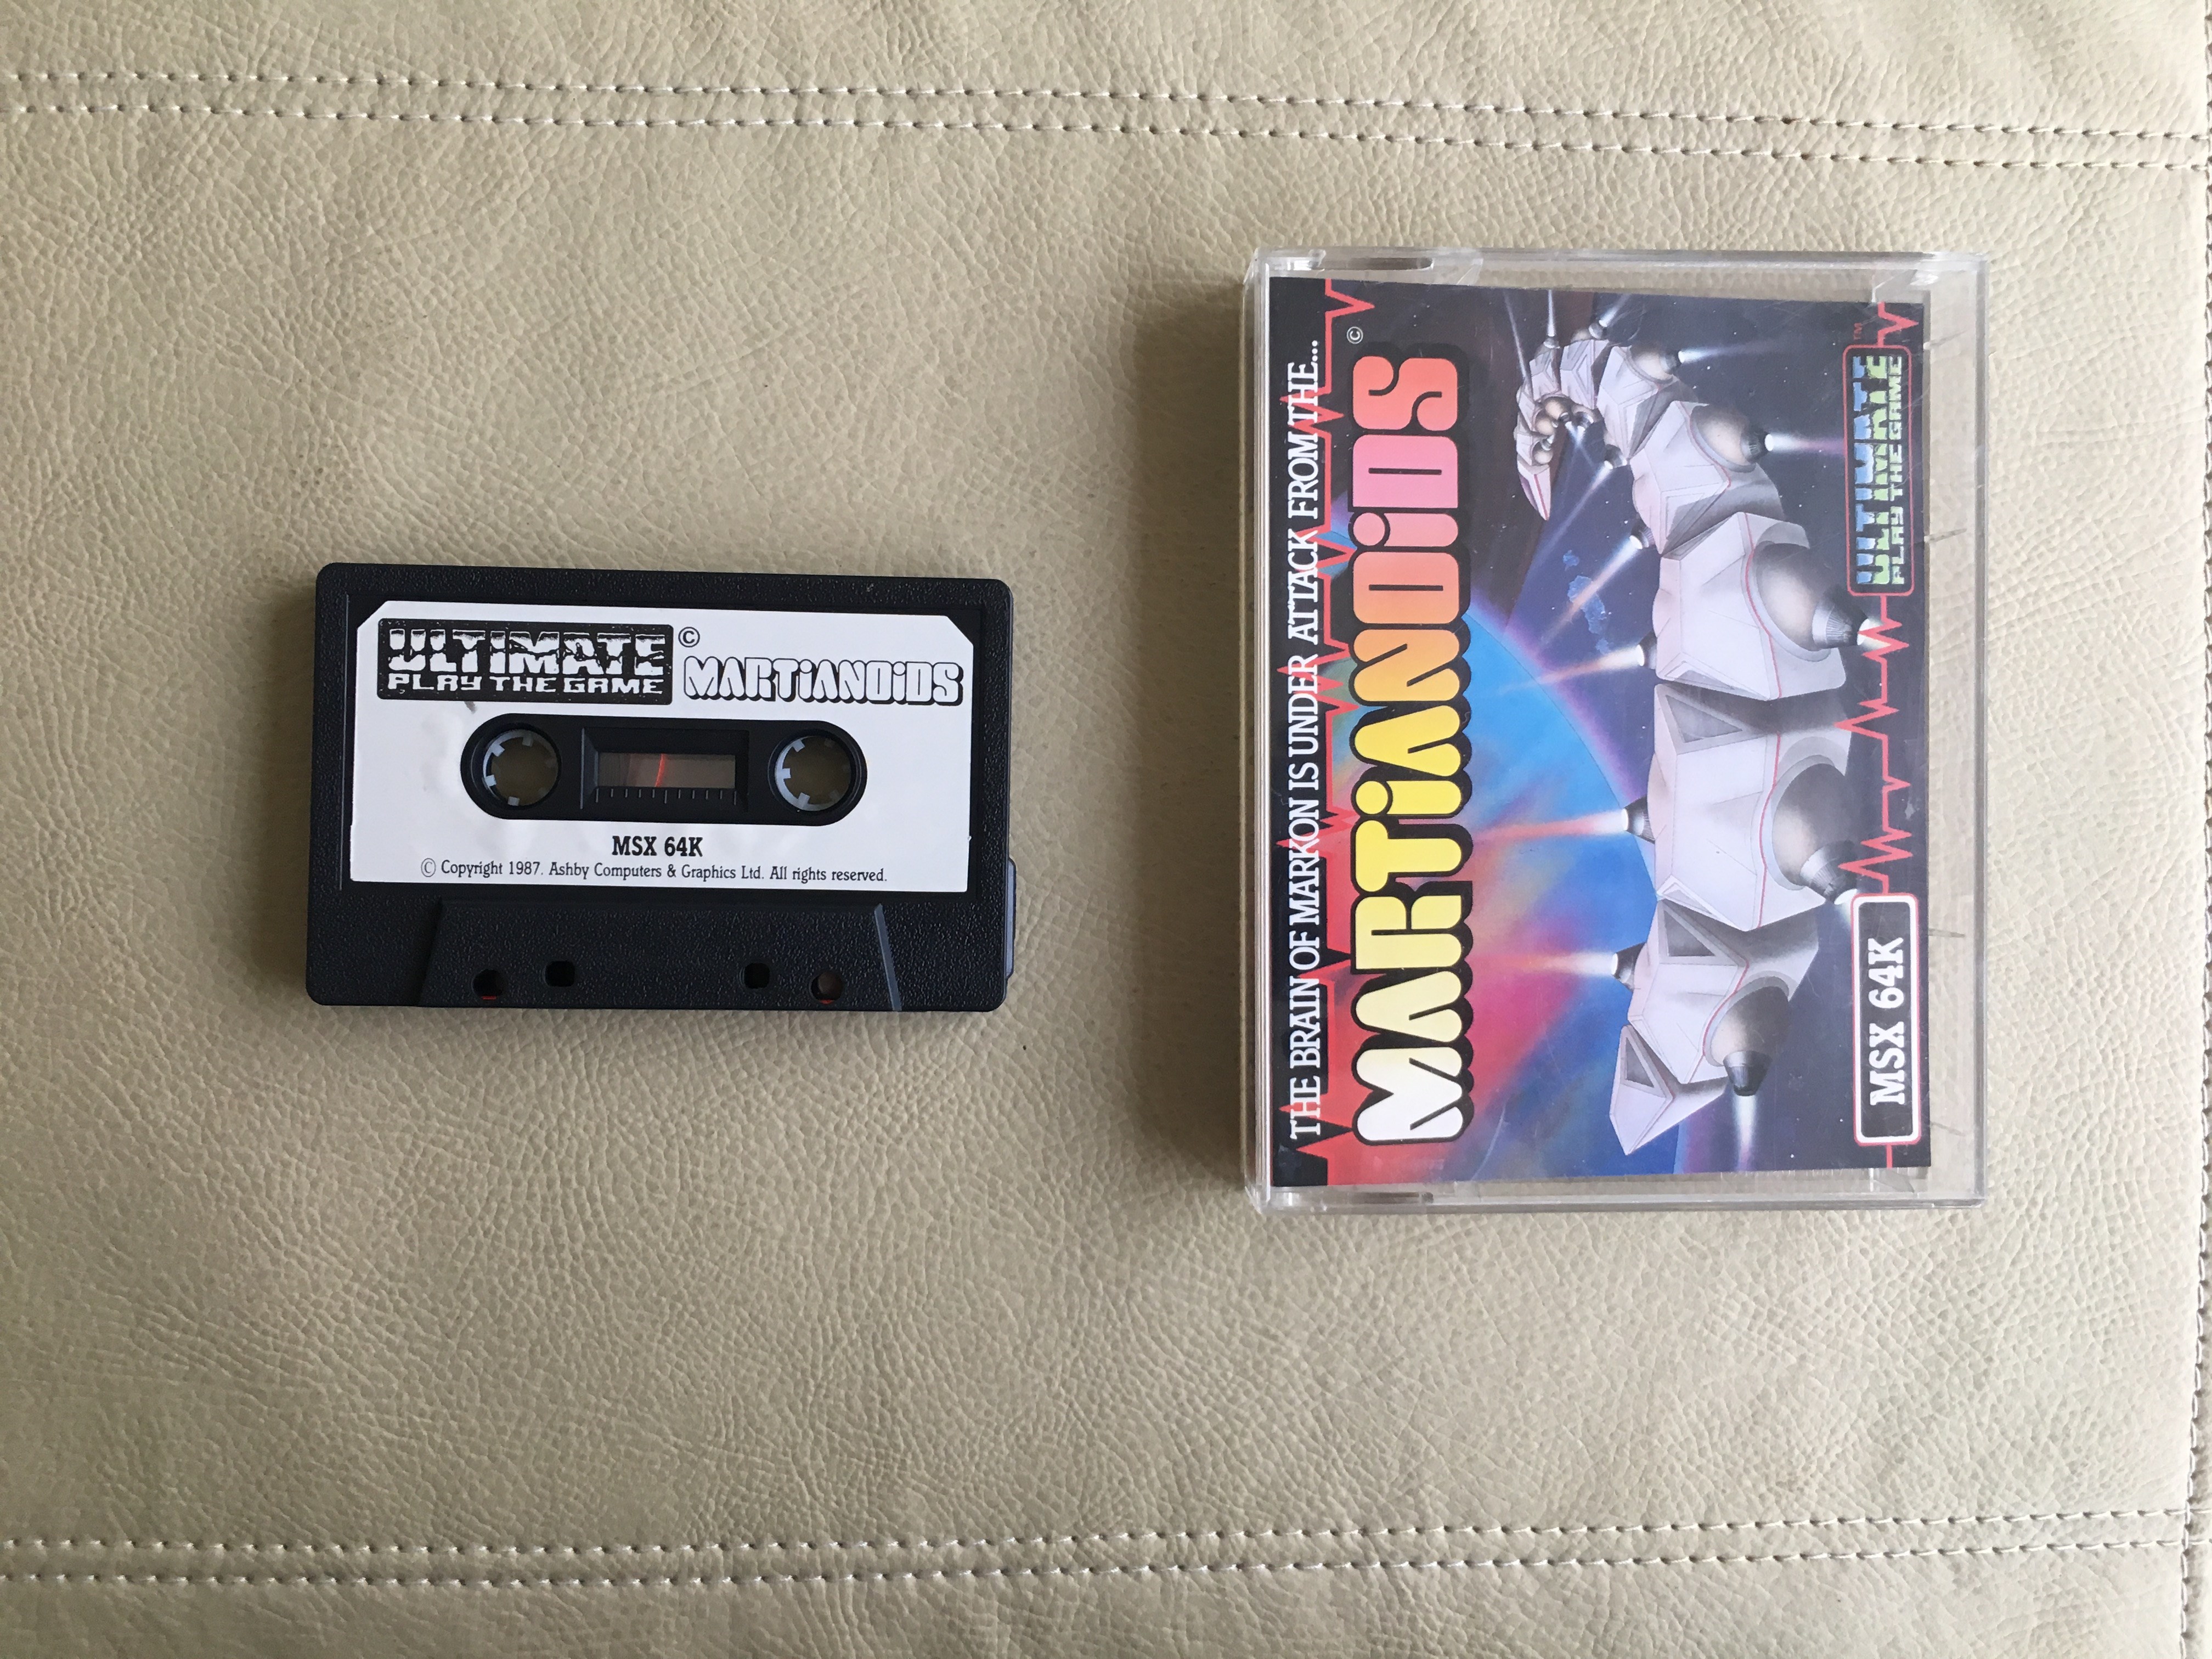 ULTIMATE
PLAY THE GAME
©
MARTiANOiDS
MSX 64K
© Copyright 1987. Ashby Computers & Graphics Ltd. All rights reserved.
THE BRAIN OF MARKON IS UNDER ATTACK FROM THE...
MARTiANOiDS ©
MSX 64K
ULTIMATE ™
PLAY THE GAME